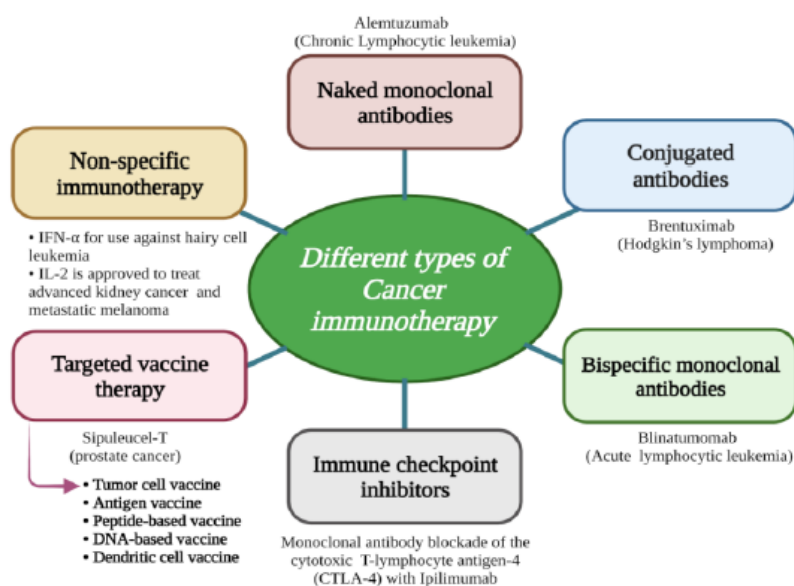 Alemtuzumab
(Chronic Lymphocytic leukemia)
Naked monoclonal
antibodies
Non-specific
immunotherapy
• IFN-α for use against hairy cell
leukemia
• IL-2 is approved to treat
advanced kidney cancer and
metastatic melanoma
Conjugated
antibodies
Brentuximab
(Hodgkin's lymphoma)
Different types of
Cancer
immunotherapy
Targeted vaccine
therapy
Sipuleucel-T
(prostate cancer)
• Tumor cell vaccine
• Antigen vaccine
• Peptide-based vaccine
• DNA-based vaccine
• Dendritic cell vaccine
Immune checkpoint
inhibitors
Monoclonal antibody blockade of the
cytotoxic T-lymphocyte antigen-4
(CTLA-4) with Ipilimumab
Bispecific monoclonal
antibodies
Blinatumomab
(Acute lymphocytic leukemia)